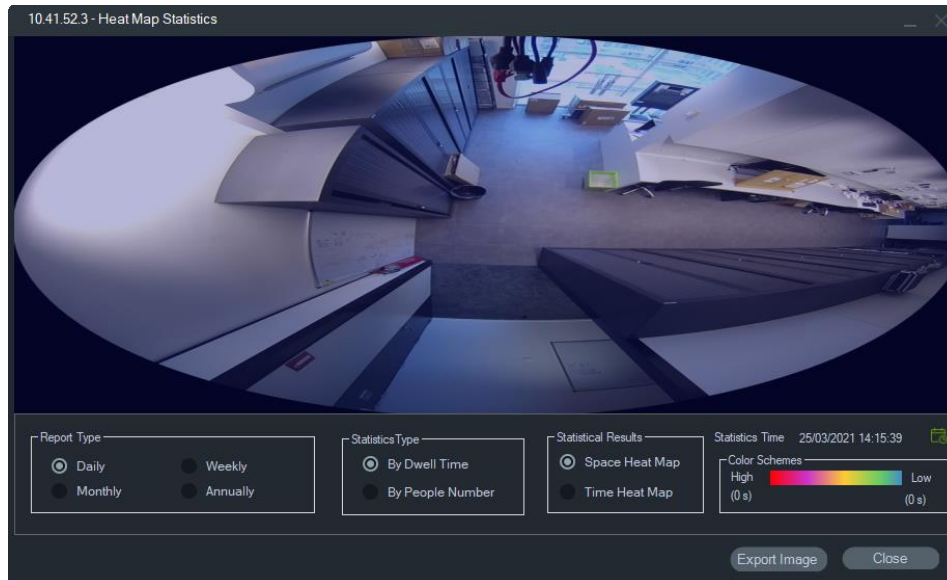 10.41.52.3 - Heat Map Statistics
Report Type
Daily
Weekly
Monthly
Annually
StatisticsType
By Dwell Time
By People Number
Statistical Results
Space Heat Map
Time Heat Map
Statistics Time 25/03/2021 14:15:39
Color Schemes
High
Low
(0 s)
(0 s)
Export Image
Close